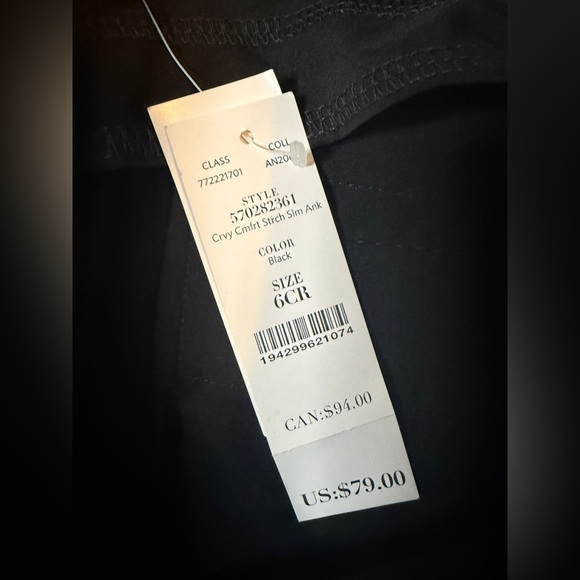 CLASS COLL
772221701
STYLE
570282361
Crvy Cmfrt Strch Slm Ank
COLOR
Black
SIZE
6CR
194299621074
CAN:$94.00
US:$79.00